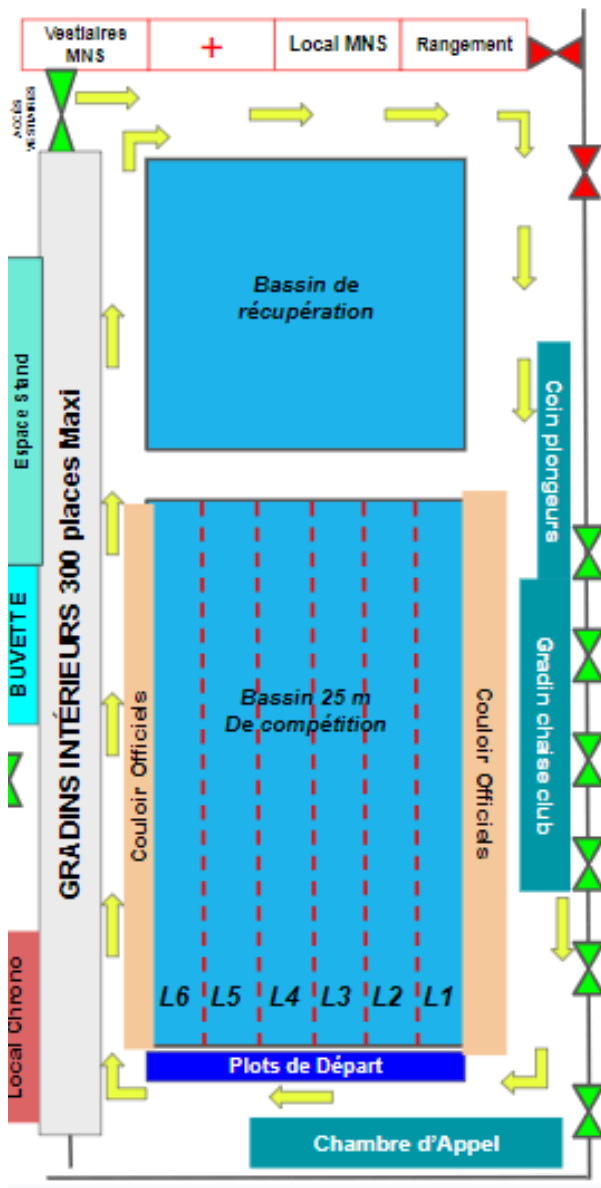 Vestiaires
MNS
+
Local MNS
Rangement
ACCÈS
VESTIAIRES
Bassin de
récupération
Espace Stand
GRADINS INTÉRIEURS 300 places Maxi
Coin plongeurs
BUVETTE
Couloir Officiels
Bassin 25 m
De compétition
Couloir Officiels
Gradin chaise club
Local Chrono
L6 L5 L4 L3 L2 L1
Plots de Départ
Chambre d'Appel